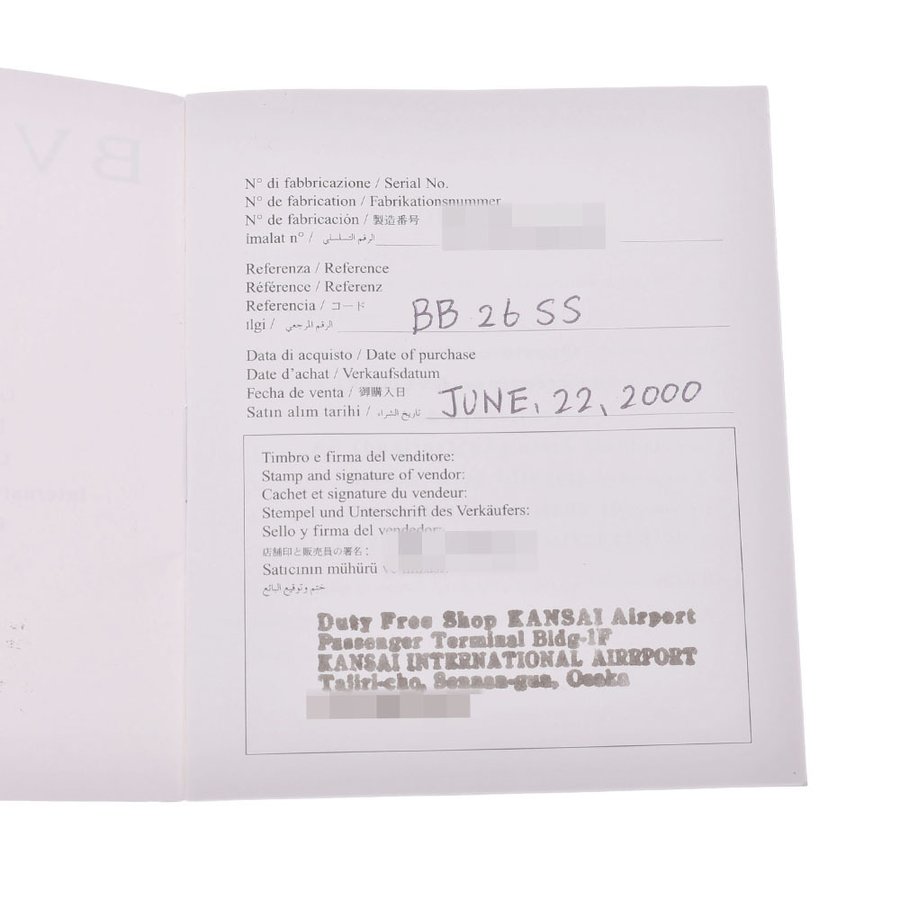 B V
N° di fabbricazione / Serial No.
N° de fabrication / Fabrikationsnummer
N° de fabricación / 製造番号
imalat n° / الرقم التسلسلي
Referenza / Reference
Référence / Referenz
Referencia / コード
ilgi / الرقم المرجعي
BB 26 SS
Data di acquisto / Date of purchase
Date d'achat / Verkaufsdatum
Fecha de venta / 御購入日
Satın alım tarihi / تاريخ الشراء
JUNE, 22, 2000
Timbro e firma del venditore:
Stamp and signature of vendor:
Cachet et signature du vendeur:
Stempel und Unterschrift des Verkäufers:
Sello y firma del vendedor:
店舗印と販売員の署名:
Satıcının mühürü
ختم وتوقيع البائع
Duty Free Shop KANSAI Airport
Passenger Terminal Bldg-1F
KANSAI INTERNATIONAL AIRRPORT
Tajiri-cho, Sennan-gun, Osaka